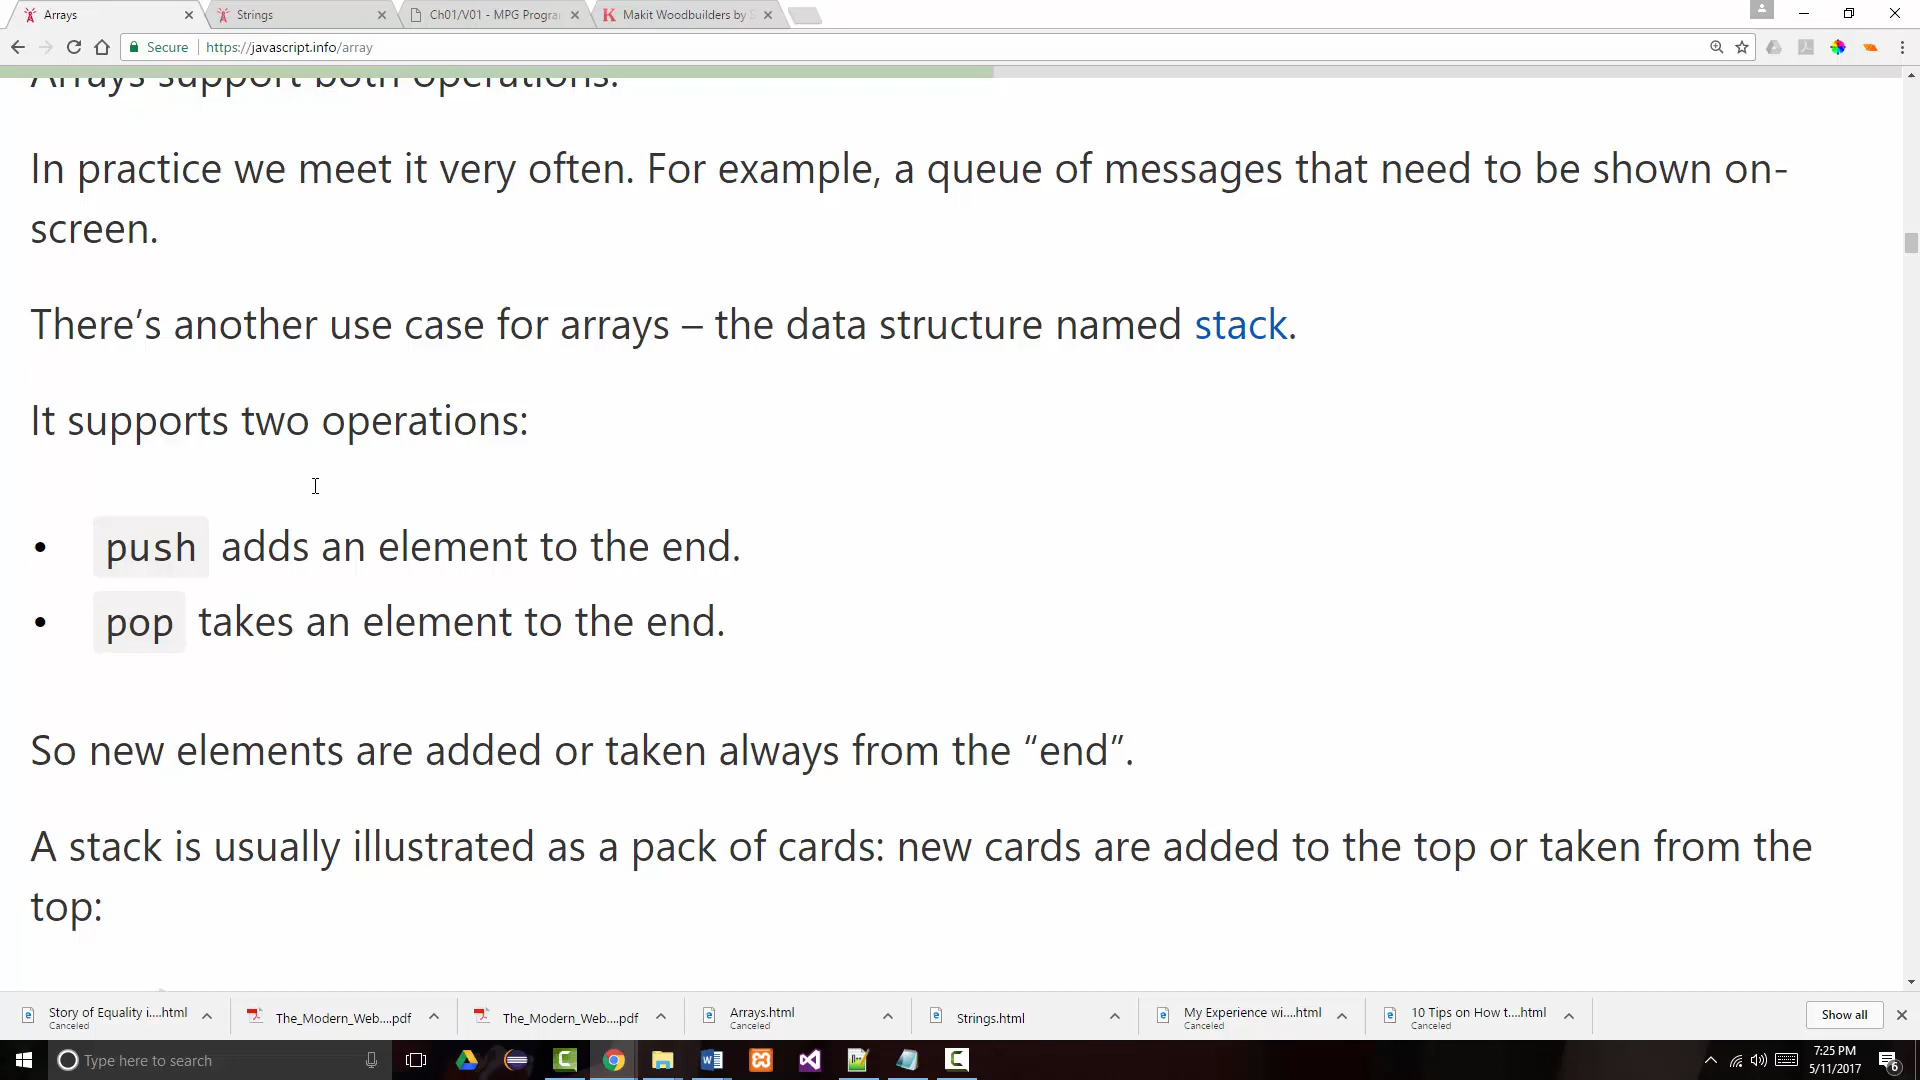 Arrays
Strings
Ch01/V01 - MPG Progra
Makit Woodbuilders by S
Secure
https://javascript.info/array
Arrays support both operations.
In practice we meet it very often. For example, a queue of messages that need to be shown on-
screen.
There’s another use case for arrays – the data structure named stack.
It supports two operations:
• push adds an element to the end.
• pop takes an element to the end.
So new elements are added or taken always from the “end”.
A stack is usually illustrated as a pack of cards: new cards are added to the top or taken from the
top:
Story of Equality i....html
Canceled
The_Modern_Web....pdf
The_Modern_Web....pdf
Arrays.html
Canceled
Strings.html
My Experience wi....html
Canceled
10 Tips on How t....html
Canceled
Show all
Type here to search
7:25 PM
5/11/2017
6